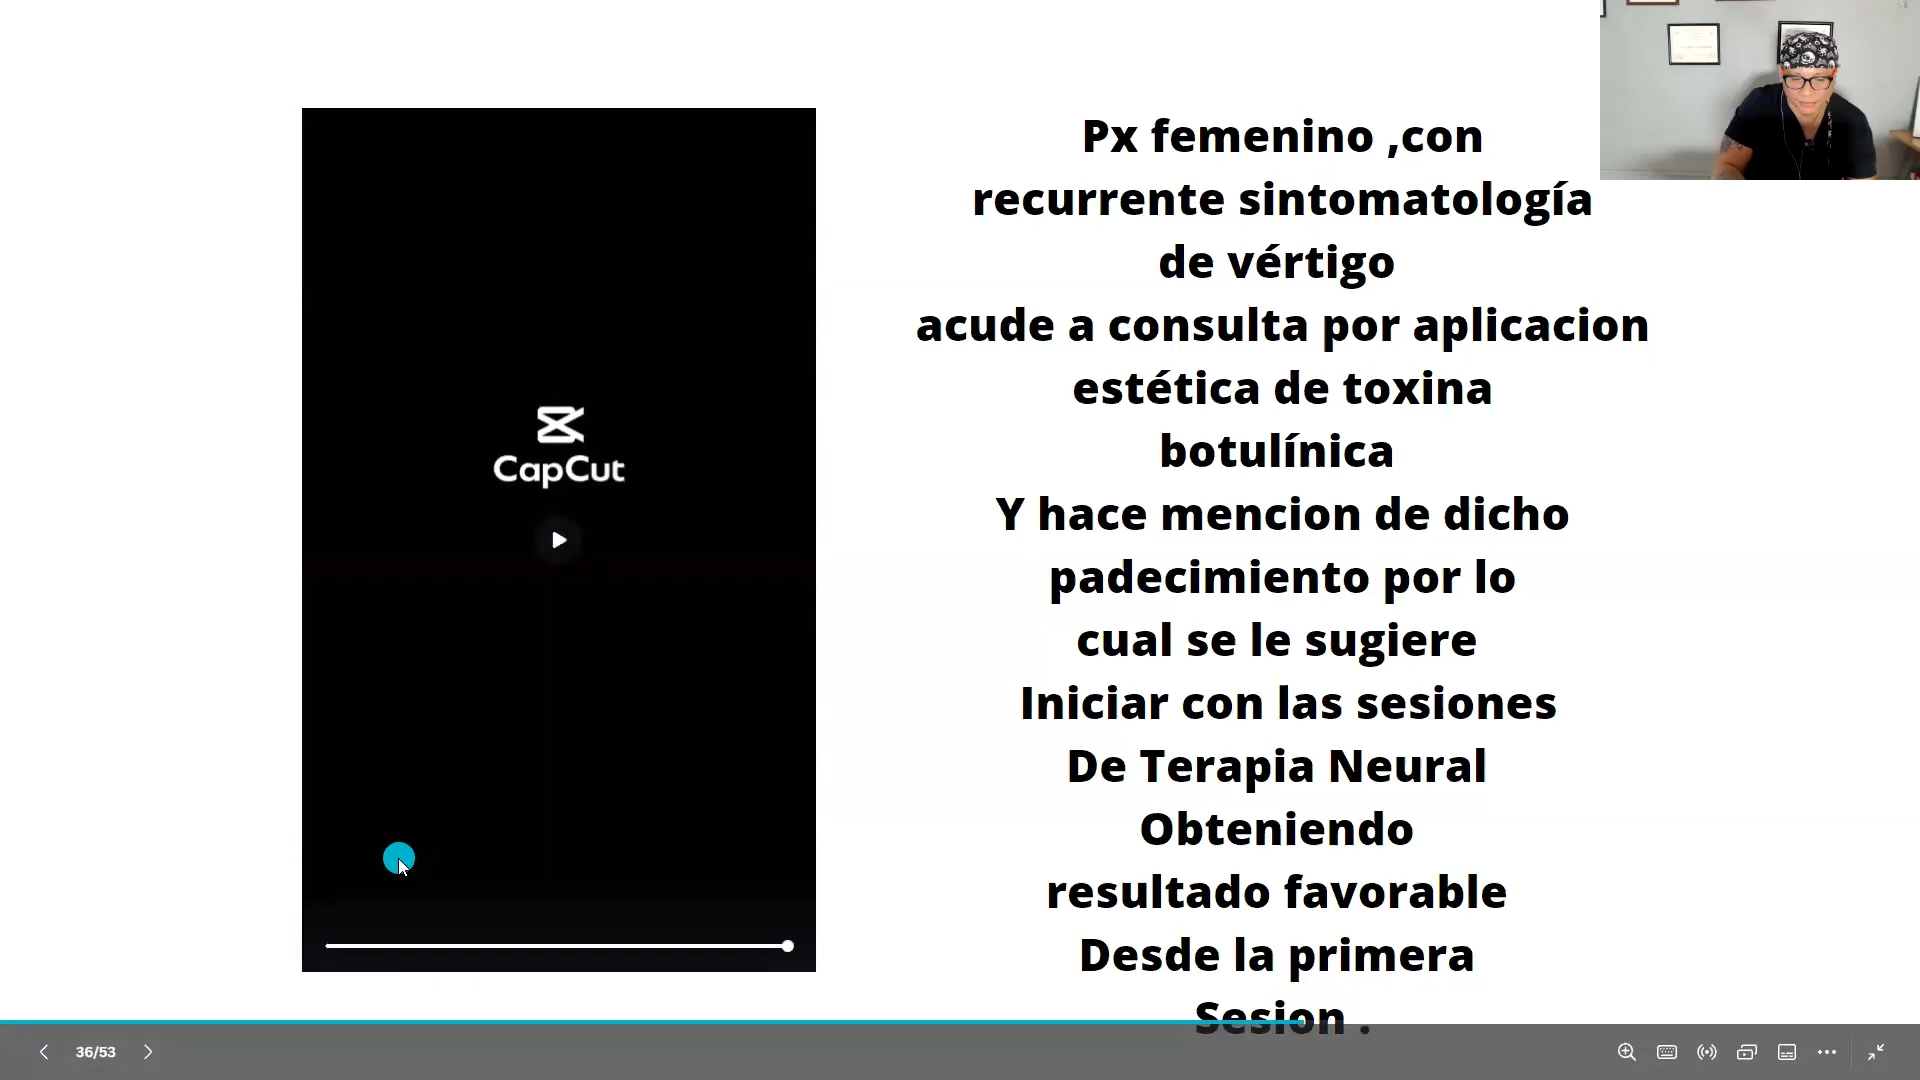 CapCut
Px femenino ,con
recurrente sintomatología
de vértigo
acude a consulta por aplicacion
estética de toxina
botulínica
Y hace mencion de dicho
padecimiento por lo
cual se le sugiere
Iniciar con las sesiones
De Terapia Neural
Obteniendo
resultado favorable
Desde la primera
Sesion .
36/53